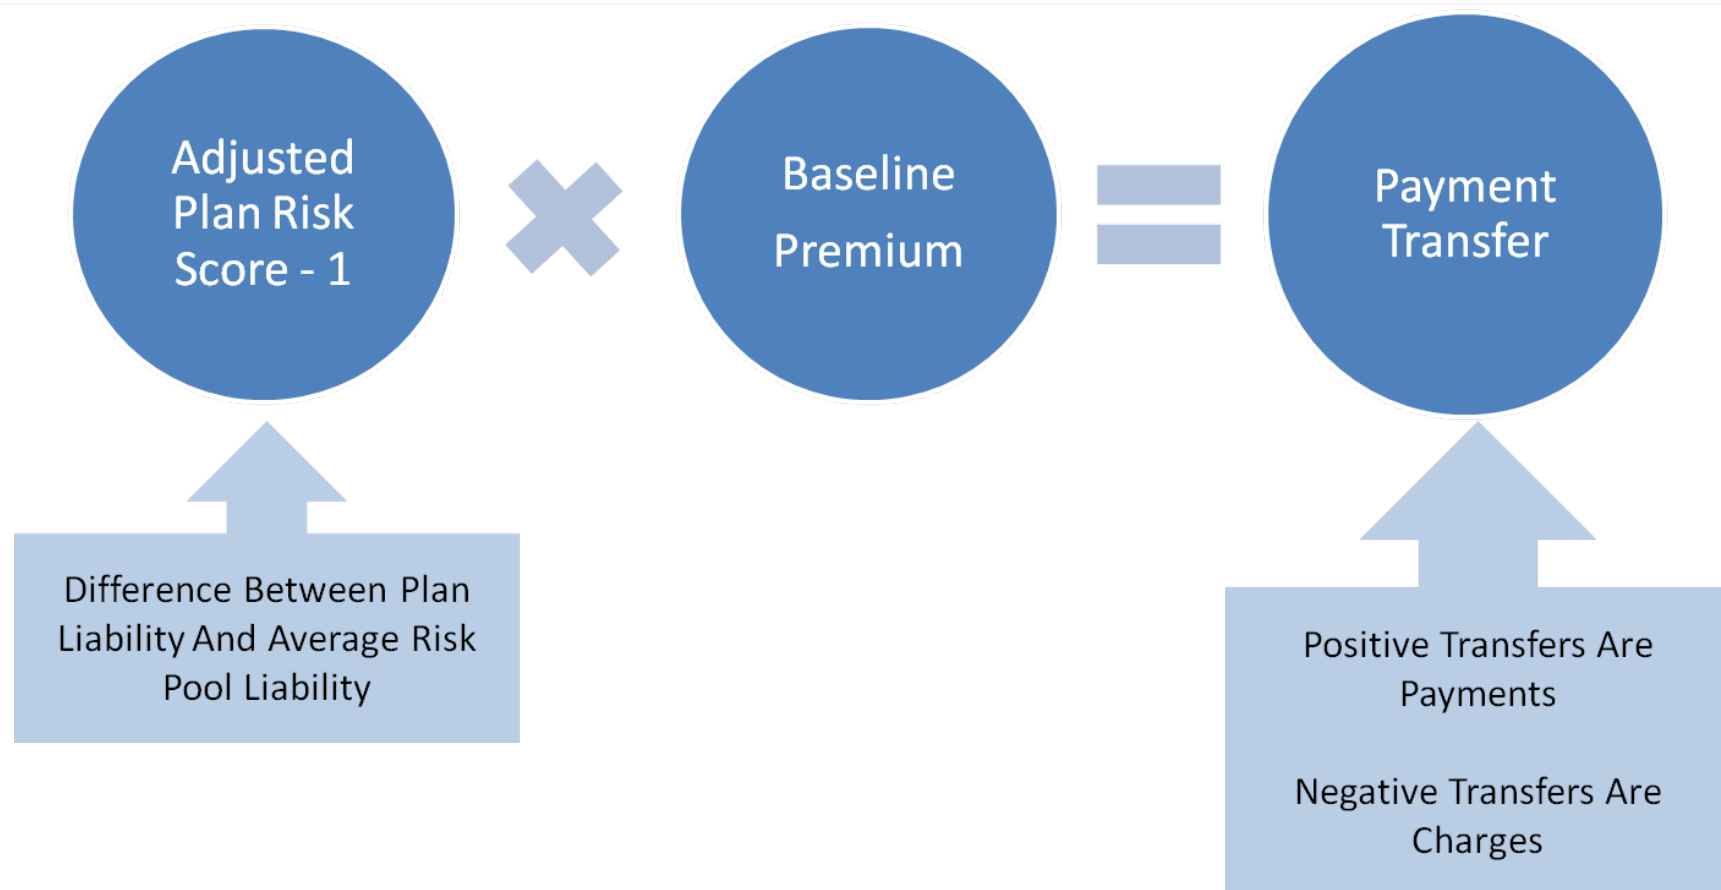 Adjusted
Plan Risk
Score - 1
Baseline
Premium
Payment
Transfer
Difference Between Plan
Liability And Average Risk
Pool Liability
Positive Transfers Are
Payments
Negative Transfers Are
Charges